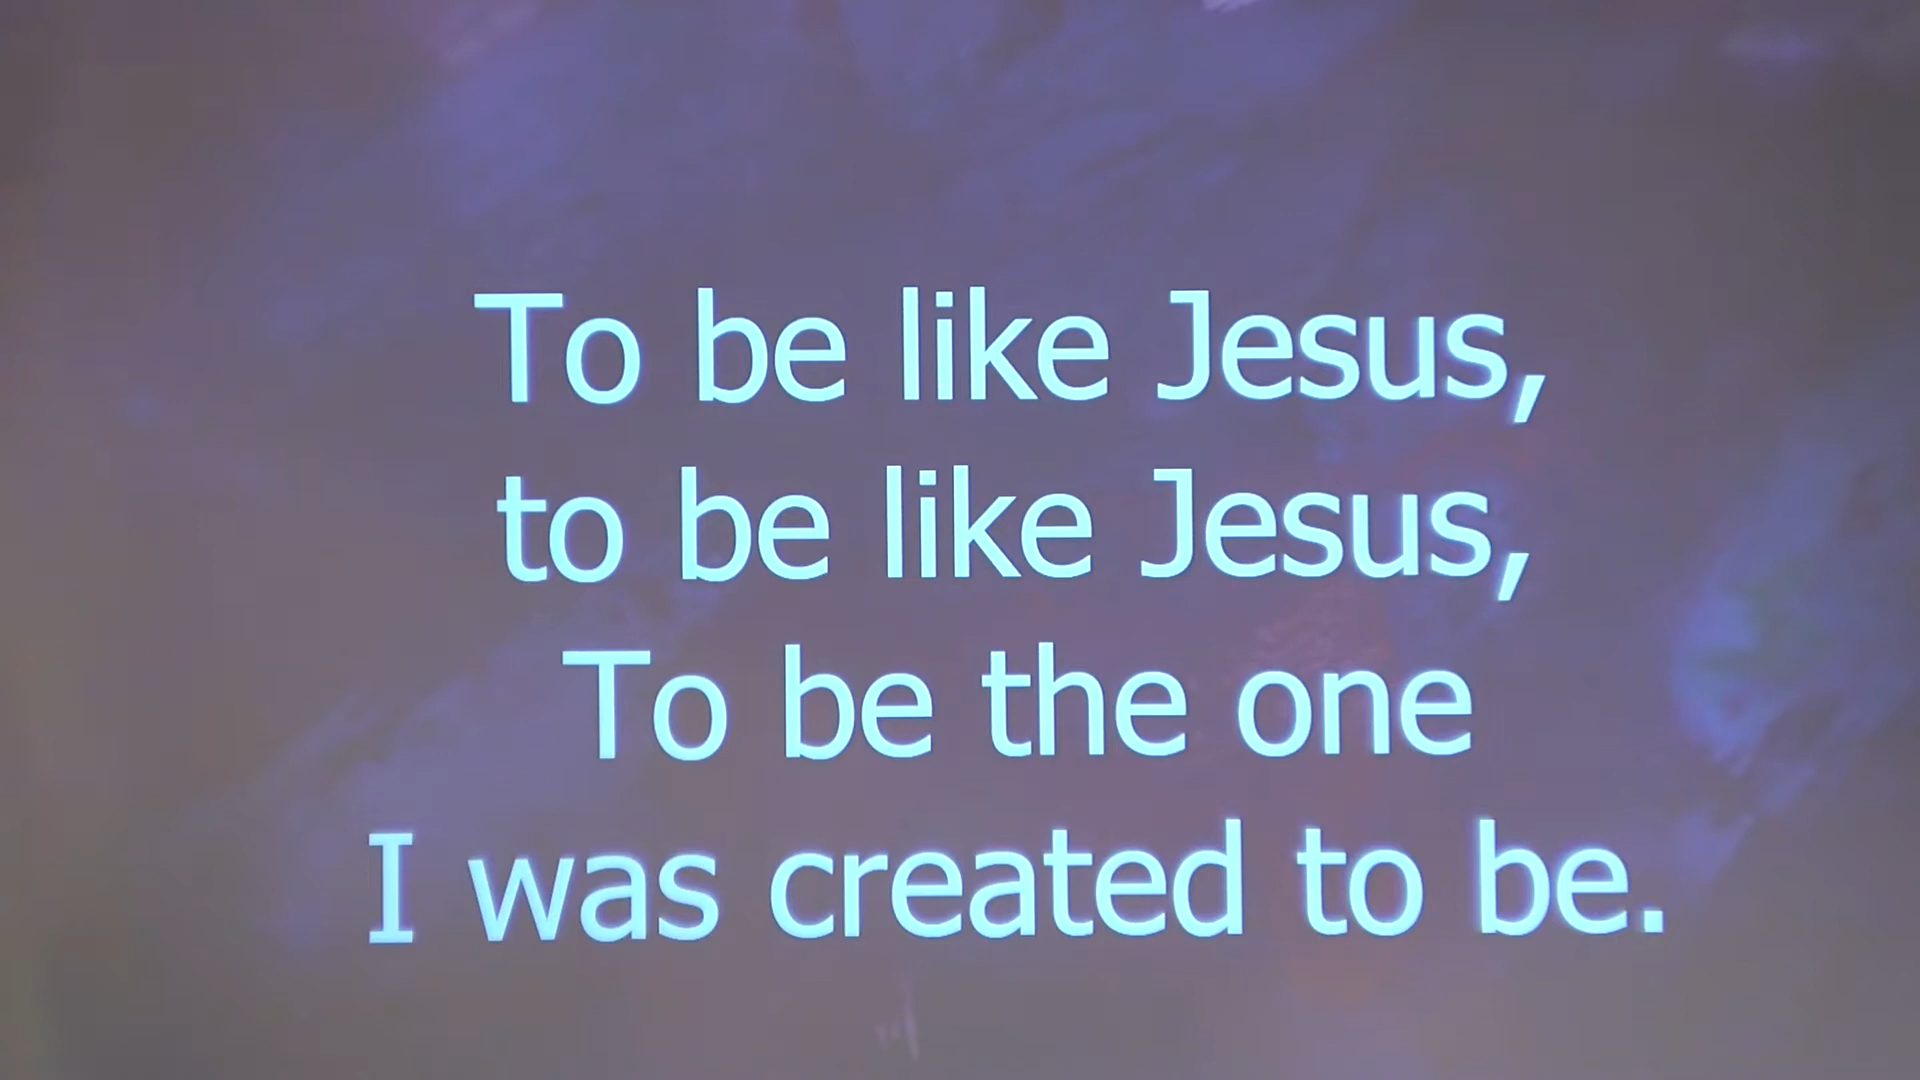 To be like Jesus,
to be like Jesus,
To be the one
I was created to be.